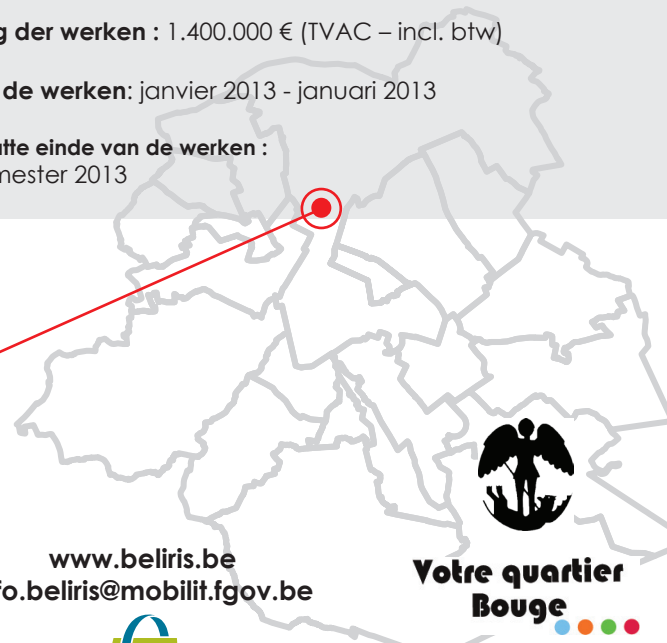 g der werken : 1.400.000 € (TVAC – incl. btw)
de werken: janvier 2013 - januari 2013
tte einde van de werken :
mester 2013
www.beliris.be
fo.beliris@mobilit.fgov.be
Votre quartier
Bouge